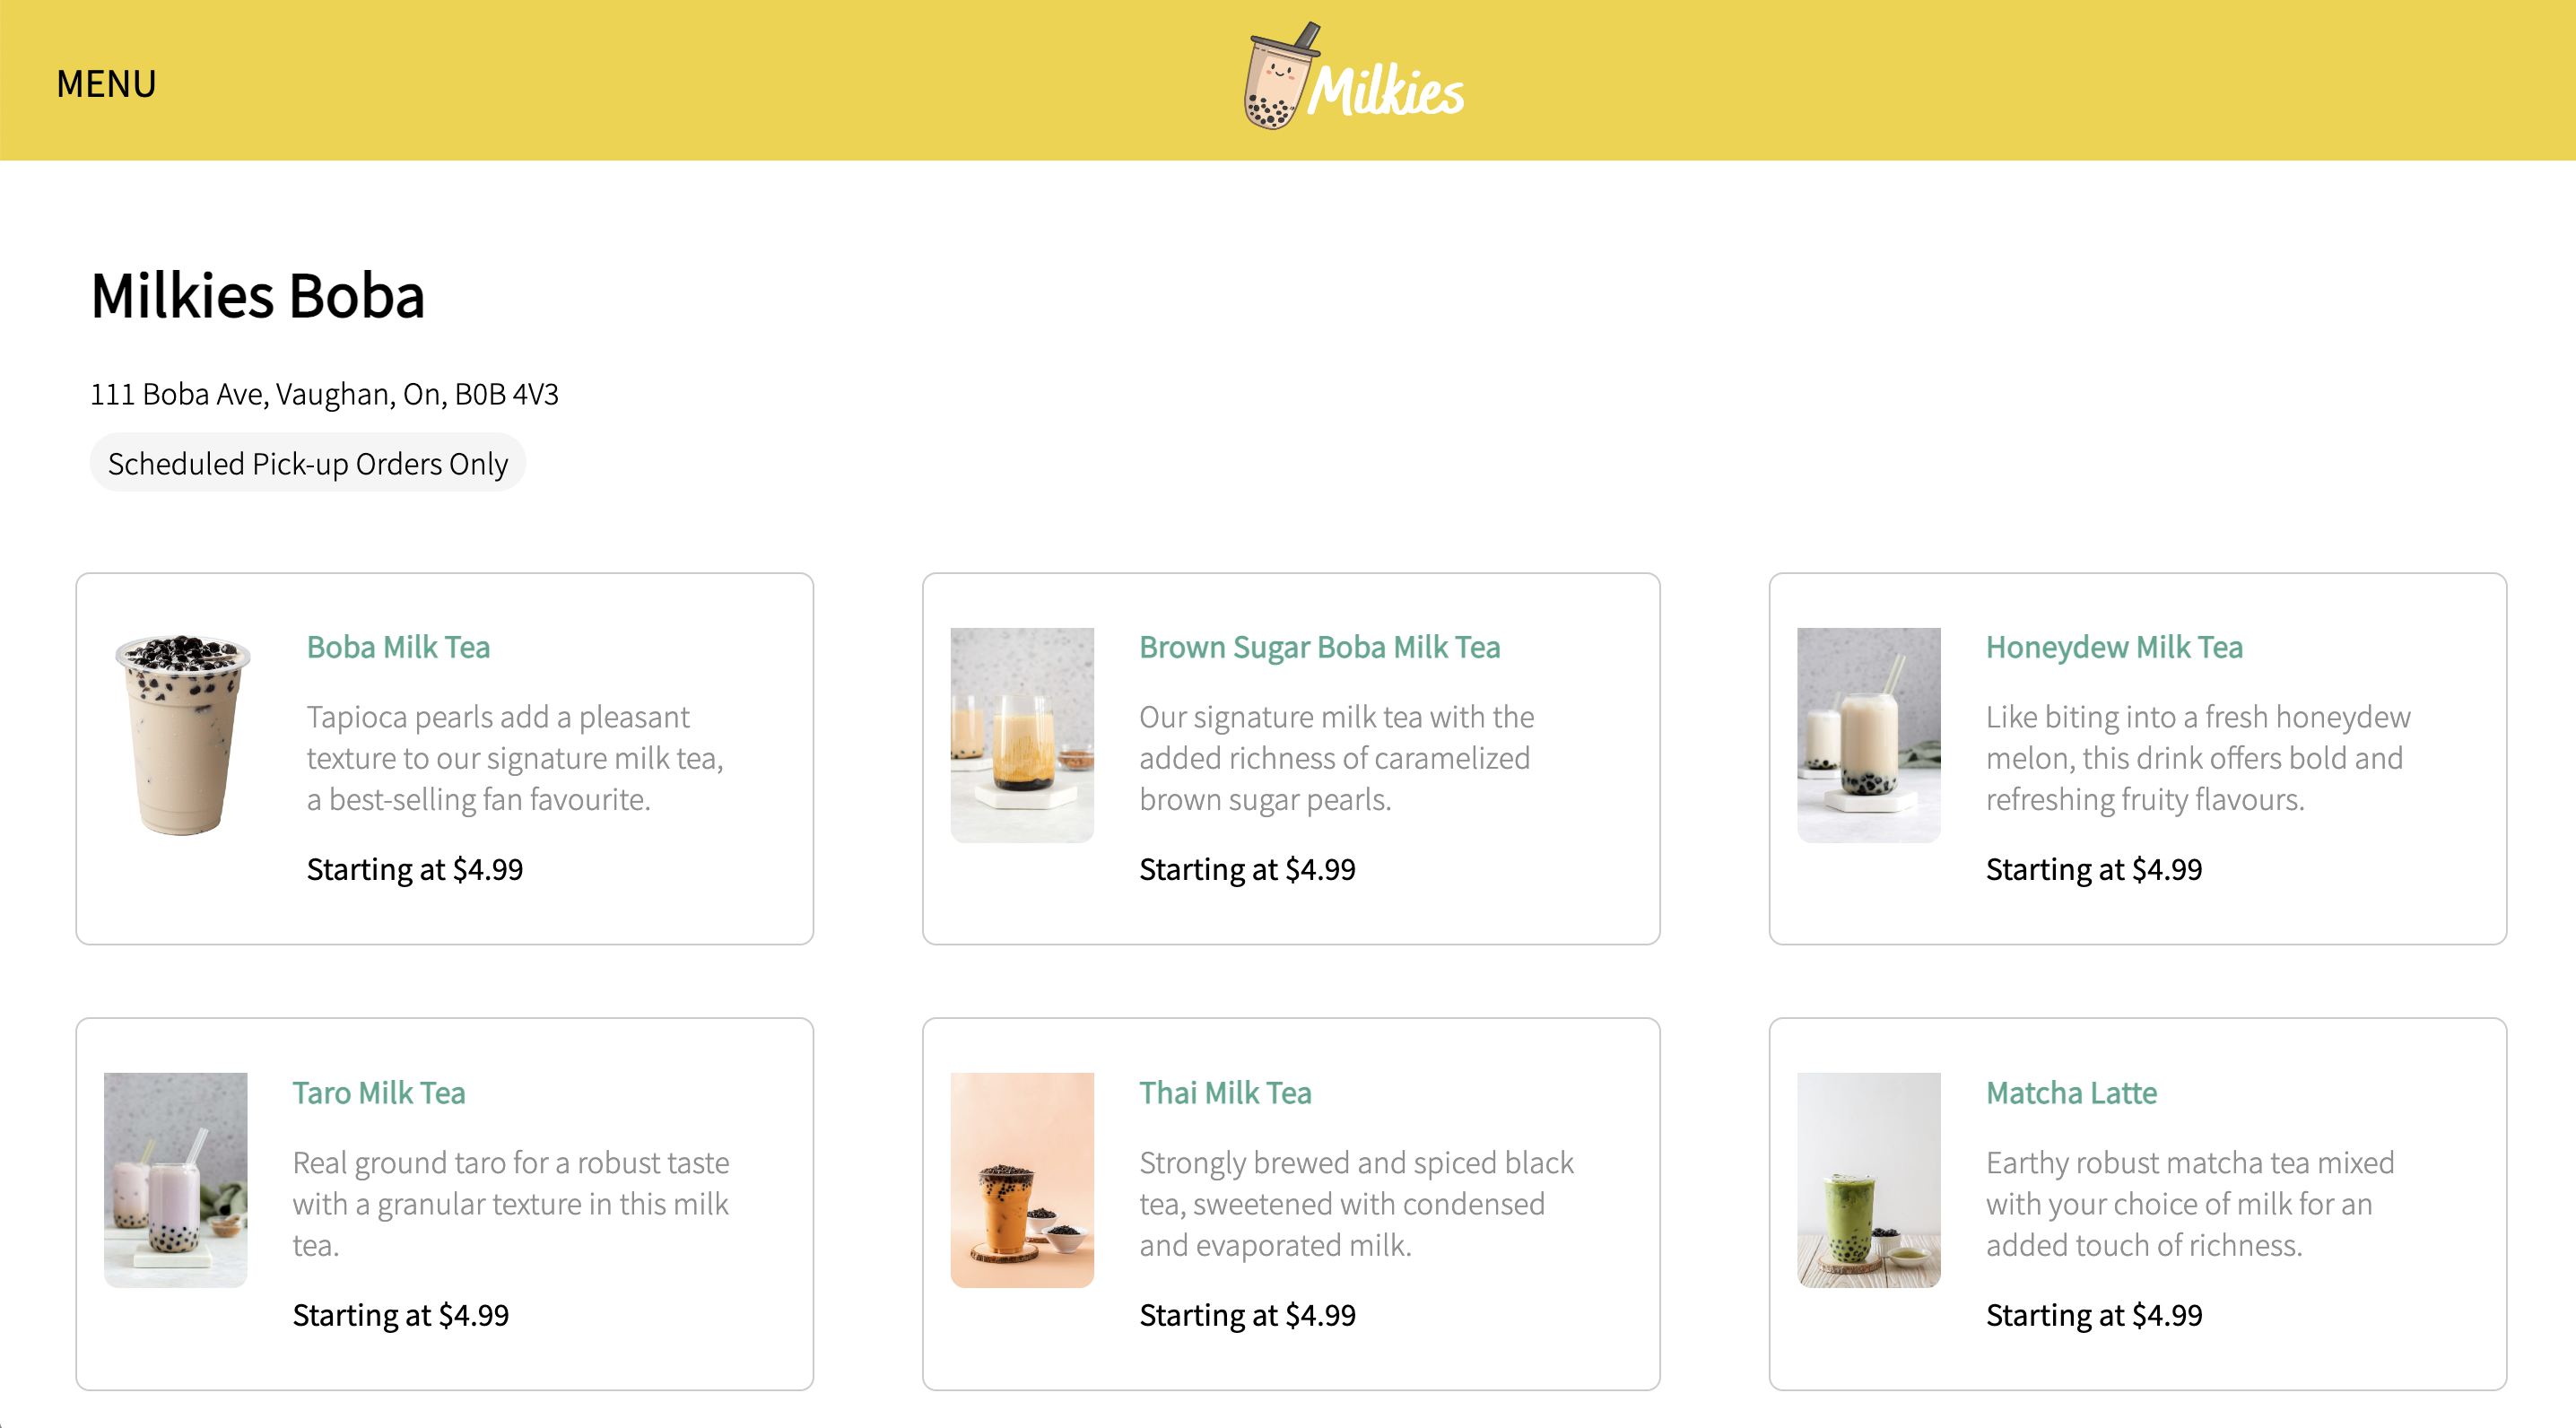 MENU
Milkies
Milkies Boba
111 Boba Ave, Vaughan, On, B0B 4V3
Scheduled Pick-up Orders Only
Boba Milk Tea
Tapioca pearls add a pleasant
texture to our signature milk tea,
a best-selling fan favourite.
Starting at $4.99
Brown Sugar Boba Milk Tea
Our signature milk tea with the
added richness of caramelized
brown sugar pearls.
Starting at $4.99
Honeydew Milk Tea
Like biting into a fresh honeydew
melon, this drink offers bold and
refreshing fruity flavours.
Starting at $4.99
Taro Milk Tea
Real ground taro for a robust taste
with a granular texture in this milk
tea.
Starting at $4.99
Thai Milk Tea
Strongly brewed and spiced black
tea, sweetened with condensed
and evaporated milk.
Starting at $4.99
Matcha Latte
Earthy robust matcha tea mixed
with your choice of milk for an
added touch of richness.
Starting at $4.99